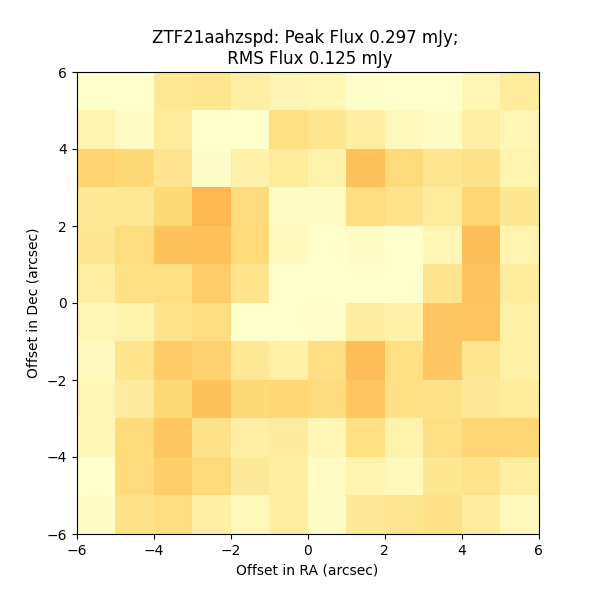 ZTF21aahzspd: Peak Flux 0.297 mJy;
RMS Flux 0.125 mJy
6
4
2
0
−2
−4
−6
Offset in Dec (arcsec)
−6 −4 −2 0 2 4 6
Offset in RA (arcsec)